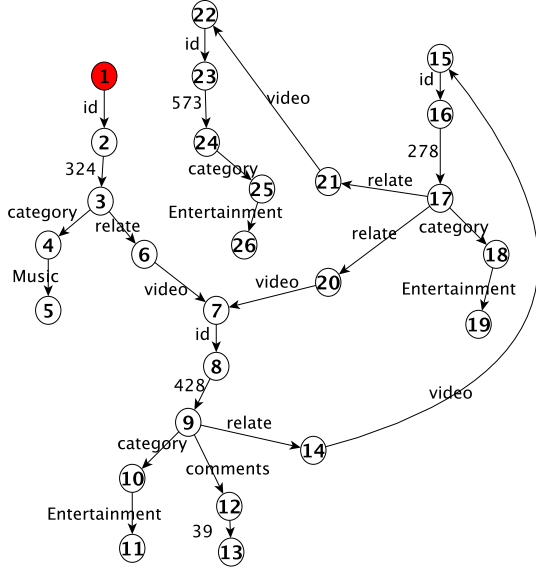 22
id
15
1
23
id
video
id
573
16
2
24
278
324
category
21
relate
17
3
25
category
Entertainment
category
relate
relate
4
6
26
18
Music
video
video
20
Entertainment
5
7
19
id
8
428
video
9
relate
category
14
comments
10
12
Entertainment
39
11
13